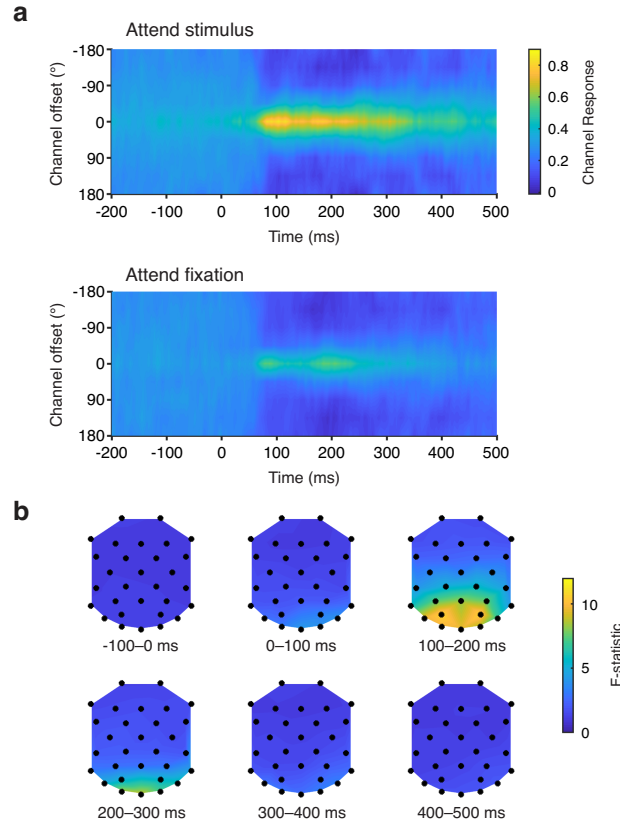 a
Attend stimulus
Channel offset (°)
-180
-90
0
90
180
-200 -100 0 100 200 300 400 500
Time (ms)
0.8
0.6
0.4
0.2
0
Channel Response
Attend fixation
Channel offset (°)
-180
-90
0
90
180
-200 -100 0 100 200 300 400 500
Time (ms)
b
-100–0 ms 0–100 ms 100–200 ms
200–300 ms 300–400 ms 400–500 ms
10
5
0
F-statistic